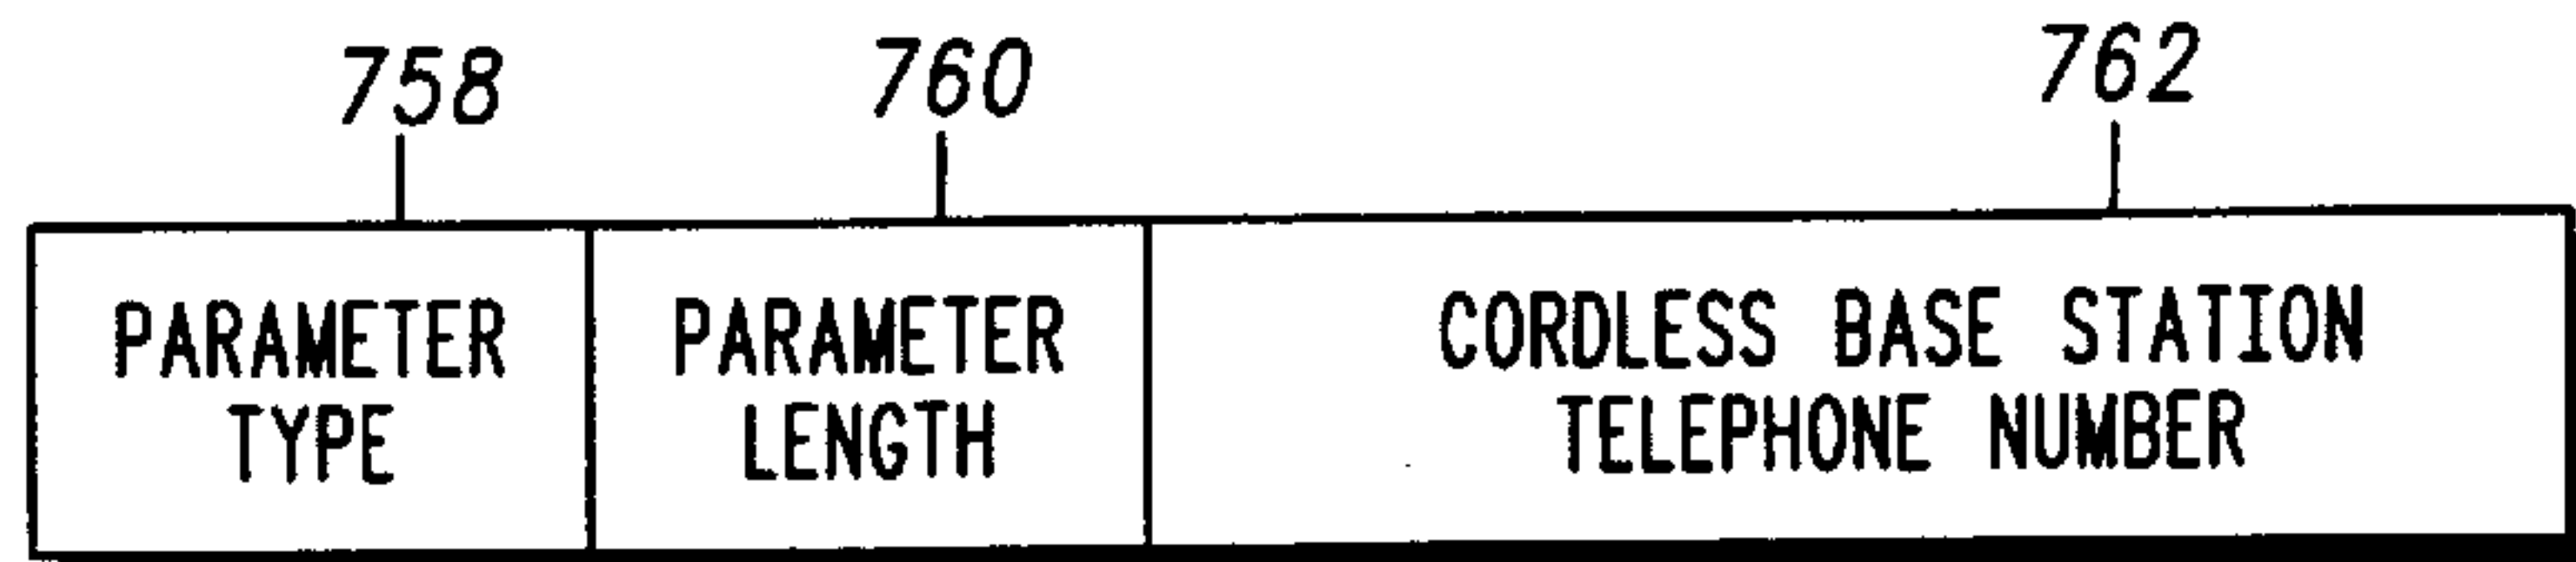 758 760 762
PARAMETER TYPE
PARAMETER LENGTH
CORDLESS BASE STATION
TELEPHONE NUMBER